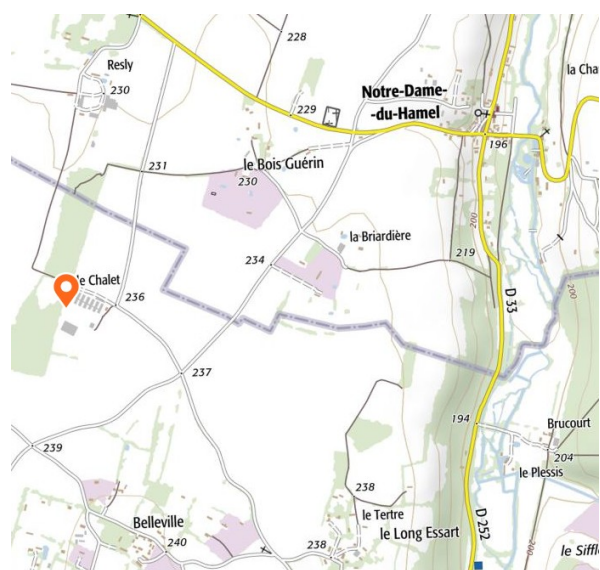 228
Resly
la Cha
230
Notre-Dame-
-du-Hamel
229
196
231
le Bois Guérin
230
200
la Briardière
219
234
D 33
le Chalet
236
200
237
194
Brucourt
239
204
238
le Plessis
le Tertre
Belleville
le Long Essart
D 252
240
238
200
le Siffle